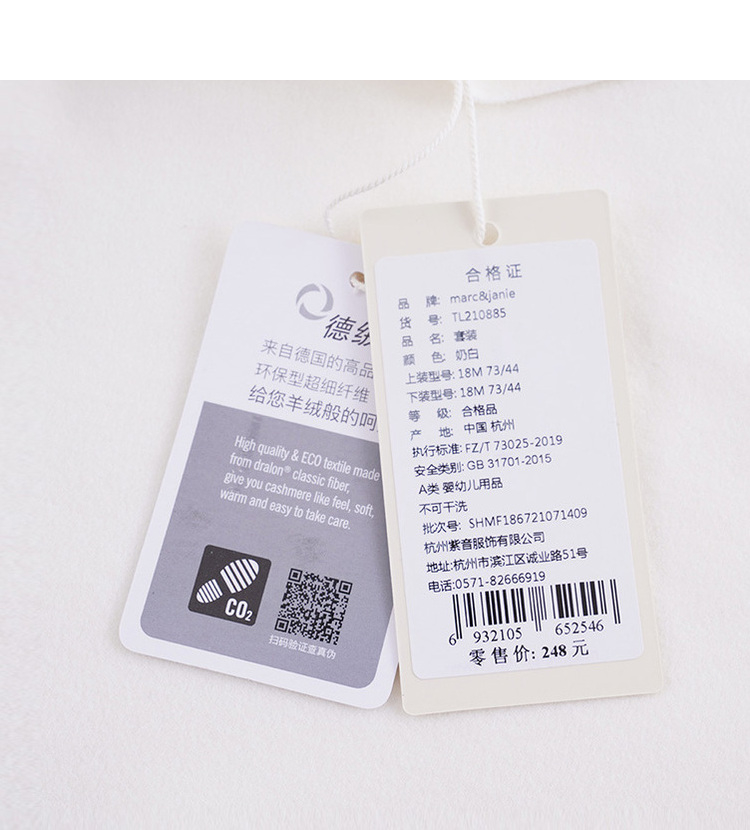 德绒
来自德国的高品
环保型超细纤维
给您羊绒般的呵
High quality & ECO textile made
from dralon® classic fiber,
give you cashmere like feel, soft,
warm and easy to take care.
CO2
扫码验证查真伪
合格证
品 牌: marc&janie
货 号: TL210885
品 名: 套装
颜 色: 奶白
上装型号: 18M 73/44
下装型号: 18M 73/44
等 级: 合格品
产 地: 中国 杭州
执行标准: FZ/T 73025-2019
安全类别: GB 31701-2015
A类 婴幼儿用品
不可干洗
批次号: SHMF186721071409
杭州紫音服饰有限公司
地址:杭州市滨江区诚业路51号
电话:0571-82666919
6 932105 652546
零售价: 248 元